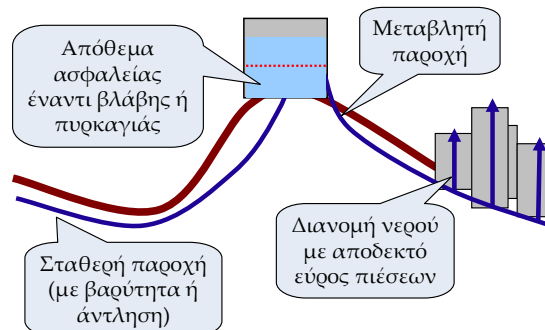 Απόθεμα
ασφαλείας
έναντι βλάβης ή
πυρκαγιάς
Μεταβλητή
παροχή
Σταθερή παροχή
(με βαρύτητα ή
άντληση)
Διανομή νερού
με αποδεκτό
εύρος πιέσεων